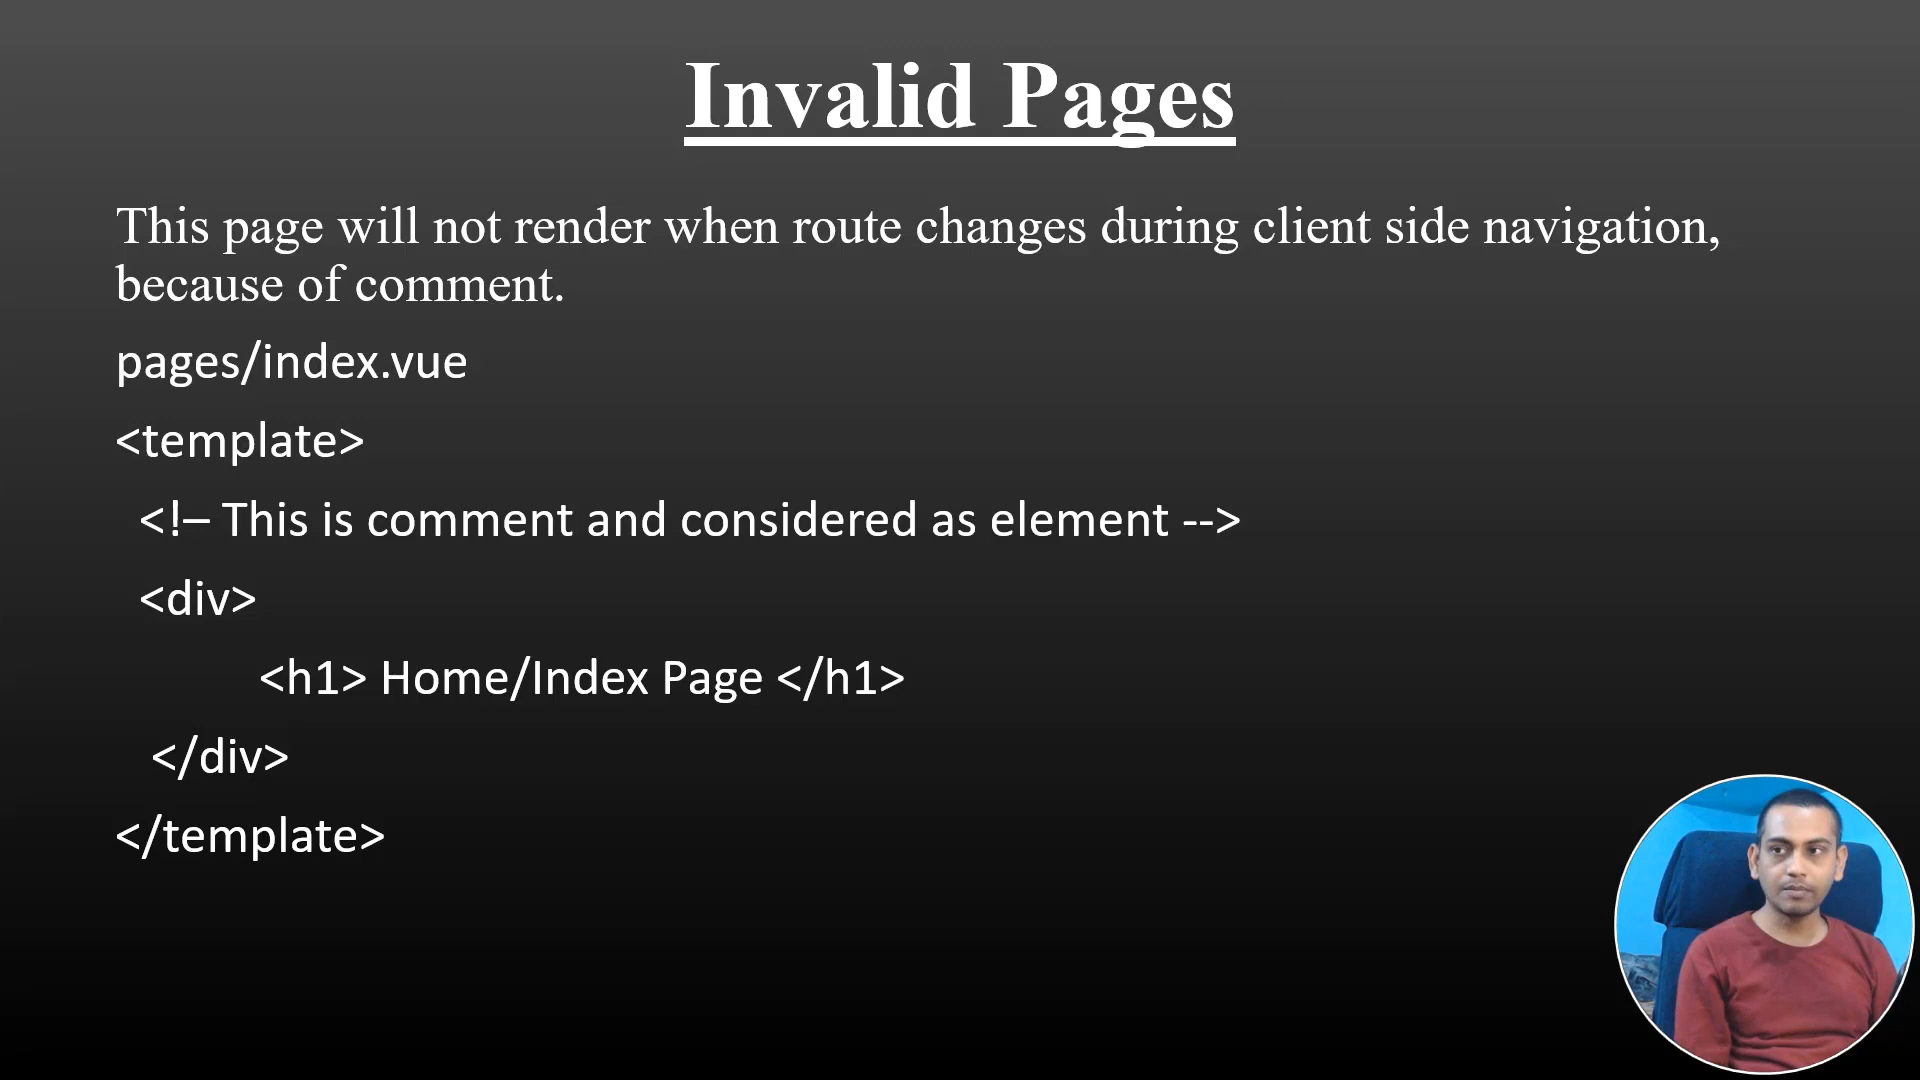 Invalid Pages
This page will not render when route changes during client side navigation,
because of comment.
pages/index.vue
<template>
<!– This is comment and considered as element -->
<div>
<h1> Home/Index Page </h1>
</div>
</template>